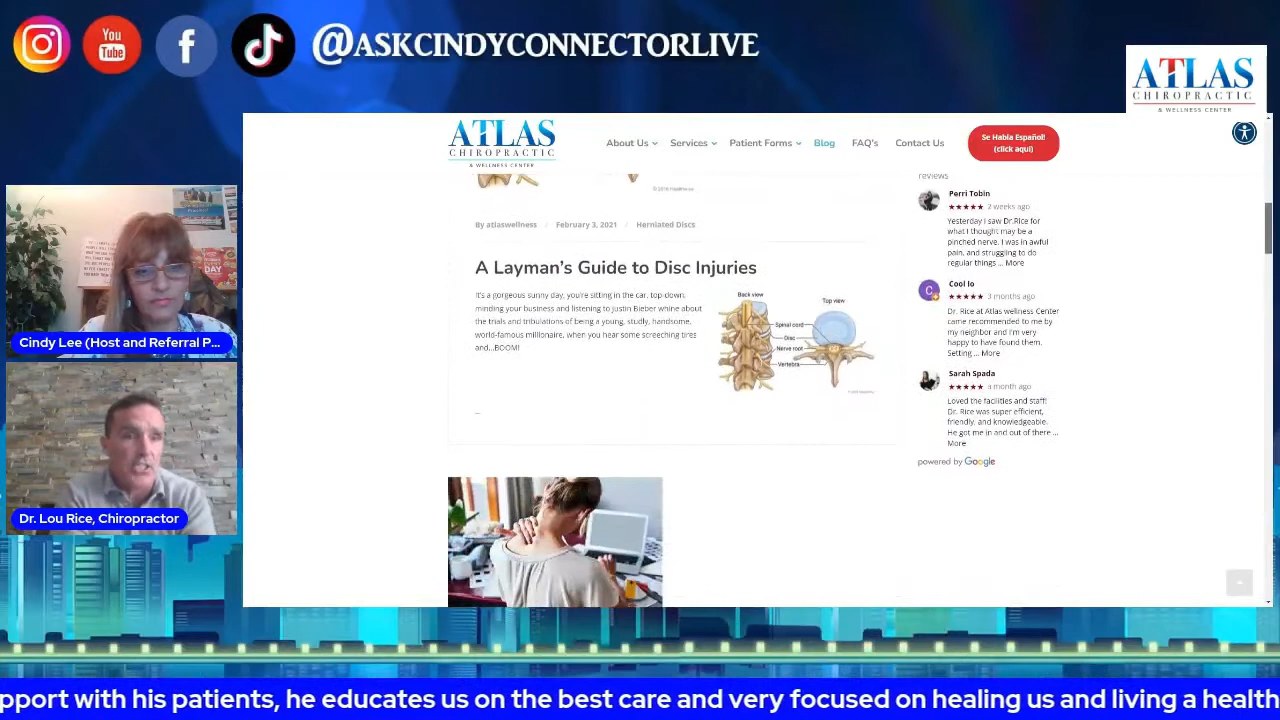 You
Tube
@ASKCINDYCONNECTORLIVE
ATLAS
CHIROPRACTIC
& WELLNESS CENTER
ATLAS
CHIROPRACTIC
& WELLNESS CENTER
About Us
Services
Patient Forms
Blog
FAQ's
Contact Us
Se Habla Español!
(click aqui)
© 2016 Healthwise
By atlaswellness / February 3, 2021 / Herniated Discs
A Layman's Guide to Disc Injuries
It's a gorgeous sunny day, you're sitting in the car, top down,
minding your business and listening to Justin Bieber whine about
the trials and tribulations of being a young, studly, handsome,
world-famous millionaire, when you hear some screeching tires
and...BOOM!
...
Back view
Top view
Spinal cord
Disc
Nerve root
Vertebra
reviews
Perri Tobin
★★★★★ 2 weeks ago
Yesterday I saw Dr.Rice for
what I thought may be a
pinched nerve. I was in awful
pain, and struggling to do
regular things ... More
C
Cool Io
★★★★★ 3 months ago
Dr. Rice at Atlas wellness Center
came recommended to me by
my neighbor and I'm very
happy to have found them.
Setting ... More
Sarah Spada
★★★★★ a month ago
Loved the facilities and staff!
Dr. Rice was super efficient,
friendly, and knowledgeable.
He got me in and out of there ...
More
powered by Google
Cindy Lee (Host and Referral P...
Dr. Lou Rice, Chiropractor
pport with his patients, he educates us on the best care and very focused on healing us and living a health